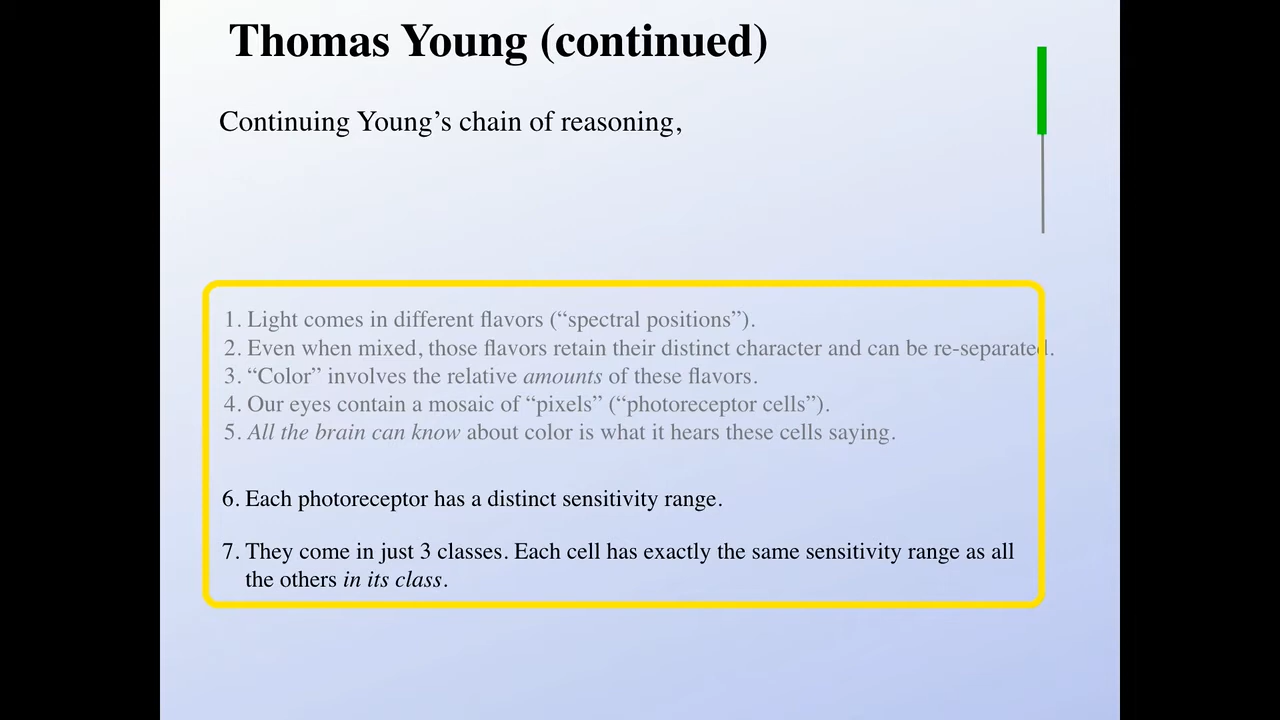 Thomas Young (continued)
Continuing Young’s chain of reasoning,
1. Light comes in different flavors (“spectral positions”).
2. Even when mixed, those flavors retain their distinct character and can be re-separated.
3. “Color” involves the relative amounts of these flavors.
4. Our eyes contain a mosaic of “pixels” (“photoreceptor cells”).
5. All the brain can know about color is what it hears these cells saying.
6. Each photoreceptor has a distinct sensitivity range.
7. They come in just 3 classes. Each cell has exactly the same sensitivity range as all
the others in its class.